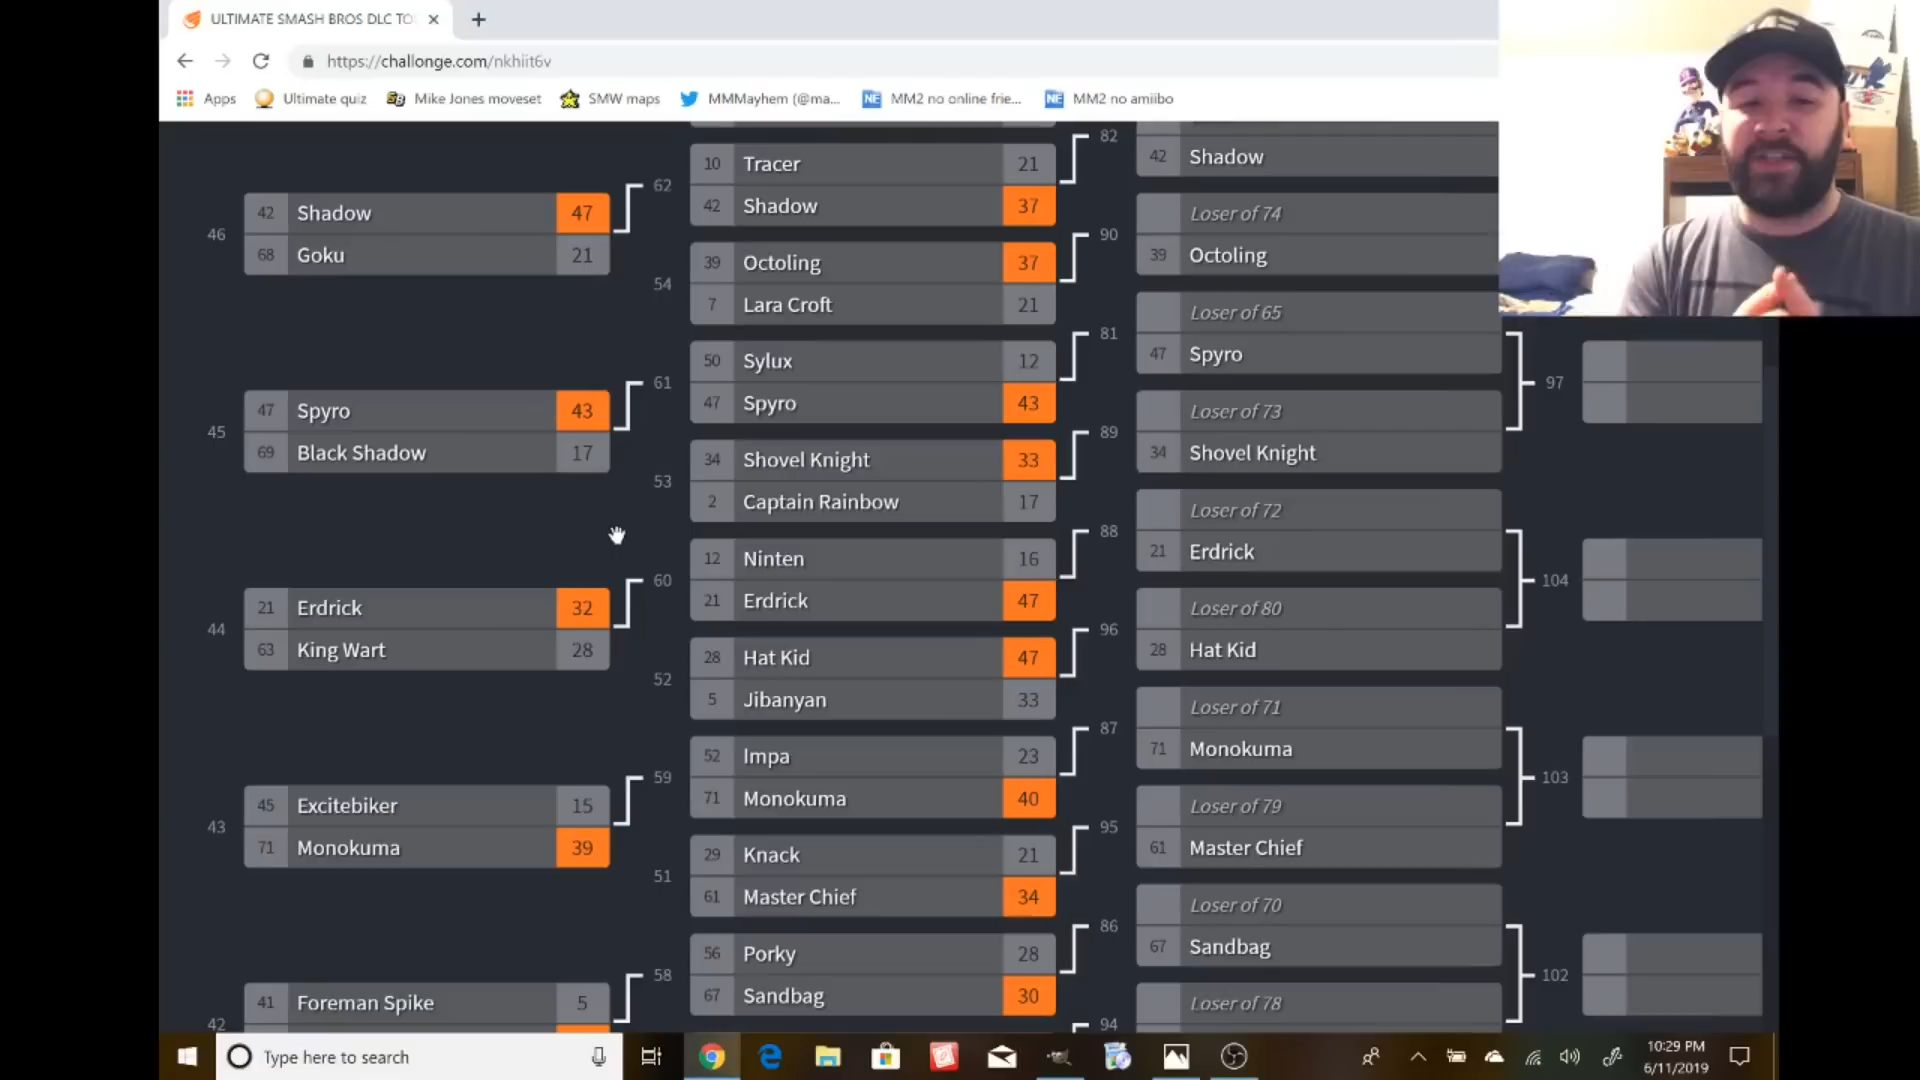 ULTIMATE SMASH BROS DLC TO
https://challonge.com/nkhiit6v
Apps Ultimate quiz Mike Jones moveset SMW maps MMMayhem (@ma... MM2 no online frie... MM2 no amiibo
46
42 Shadow 47
68 Goku 21
45
47 Spyro 43
69 Black Shadow 17
44
21 Erdrick 32
63 King Wart 28
43
45 Excitebiker 15
71 Monokuma 39
42
41 Foreman Spike 5
62
10 Tracer 21
42 Shadow 37
54
39 Octoling 37
7 Lara Croft 21
61
50 Sylux 12
47 Spyro 43
53
34 Shovel Knight 33
2 Captain Rainbow 17
60
12 Ninten 16
21 Erdrick 47
52
28 Hat Kid 47
5 Jibanyan 33
59
52 Impa 23
71 Monokuma 40
51
29 Knack 21
61 Master Chief 34
58
56 Porky 28
67 Sandbag 30
82
42 Shadow
90
Loser of 74
39 Octoling
81
Loser of 65
47 Spyro
89
Loser of 73
34 Shovel Knight
88
Loser of 72
21 Erdrick
96
Loser of 80
28 Hat Kid
87
Loser of 71
71 Monokuma
95
Loser of 79
61 Master Chief
86
Loser of 70
67 Sandbag
94
Loser of 78
97
104
103
102
Type here to search
10:29 PM
6/11/2019